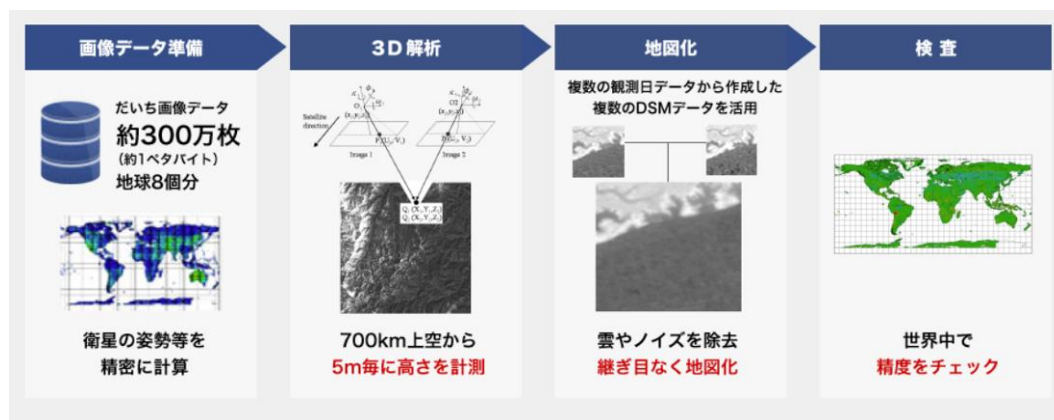 画像データ準備
だいち画像データ
約300万枚
（約1ペタバイト）
地球8個分
衛星の姿勢等を
精密に計算
3D 解析
Satellite
direction
Image 1
Image 2
700km上空から
5m毎に高さを計測
地図化
複数の観測日データから作成した
複数のDSMデータを活用
雲やノイズを除去
継ぎ目なく地図化
検 査
世界中で
精度をチェック